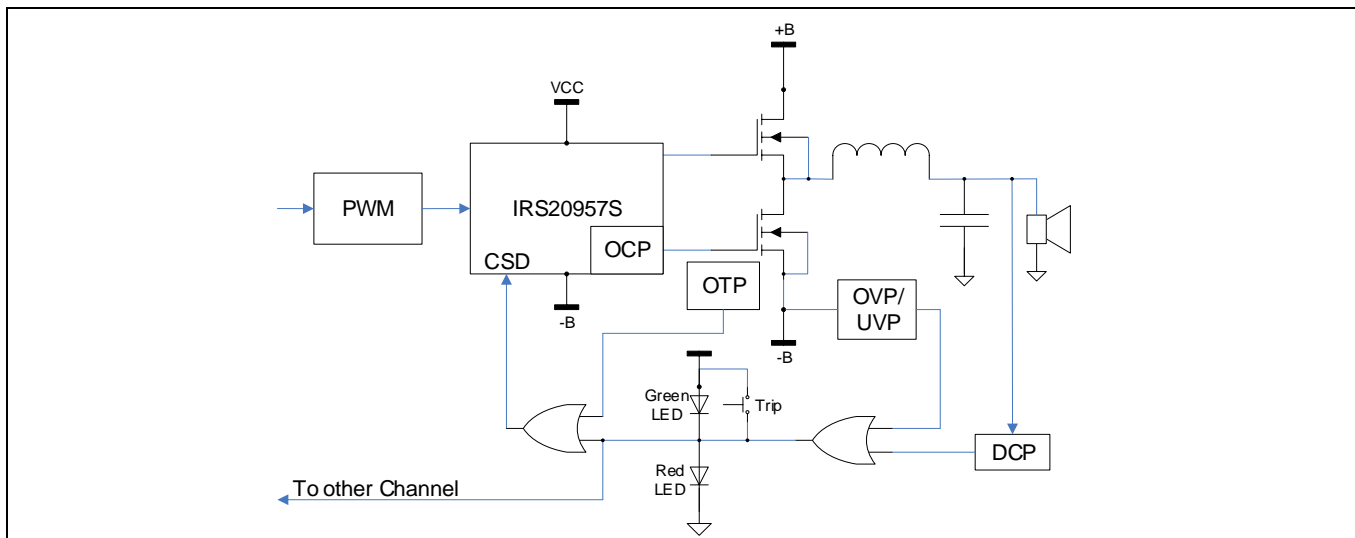 +B
VCC
PWM
IRS20957S
OCP
CSD
OTP
OVP/
UVP
-B
-B
Green
LED
Trip
DCP
Red
LED
To other Channel